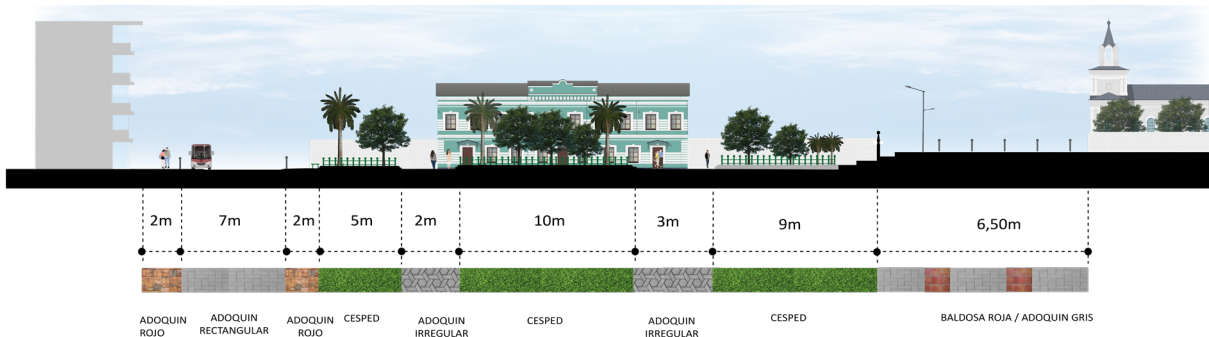 2m 7m 2m 5m 2m 10m 3m 9m 6,50m
ADOQUIN
ROJO
ADOQUIN
RECTANGULAR
ADOQUIN
ROJO
CESPED
ADOQUIN
IRREGULAR
CESPED
ADOQUIN
IRREGULAR
CESPED
BALDOSA ROJA / ADOQUIN GRIS